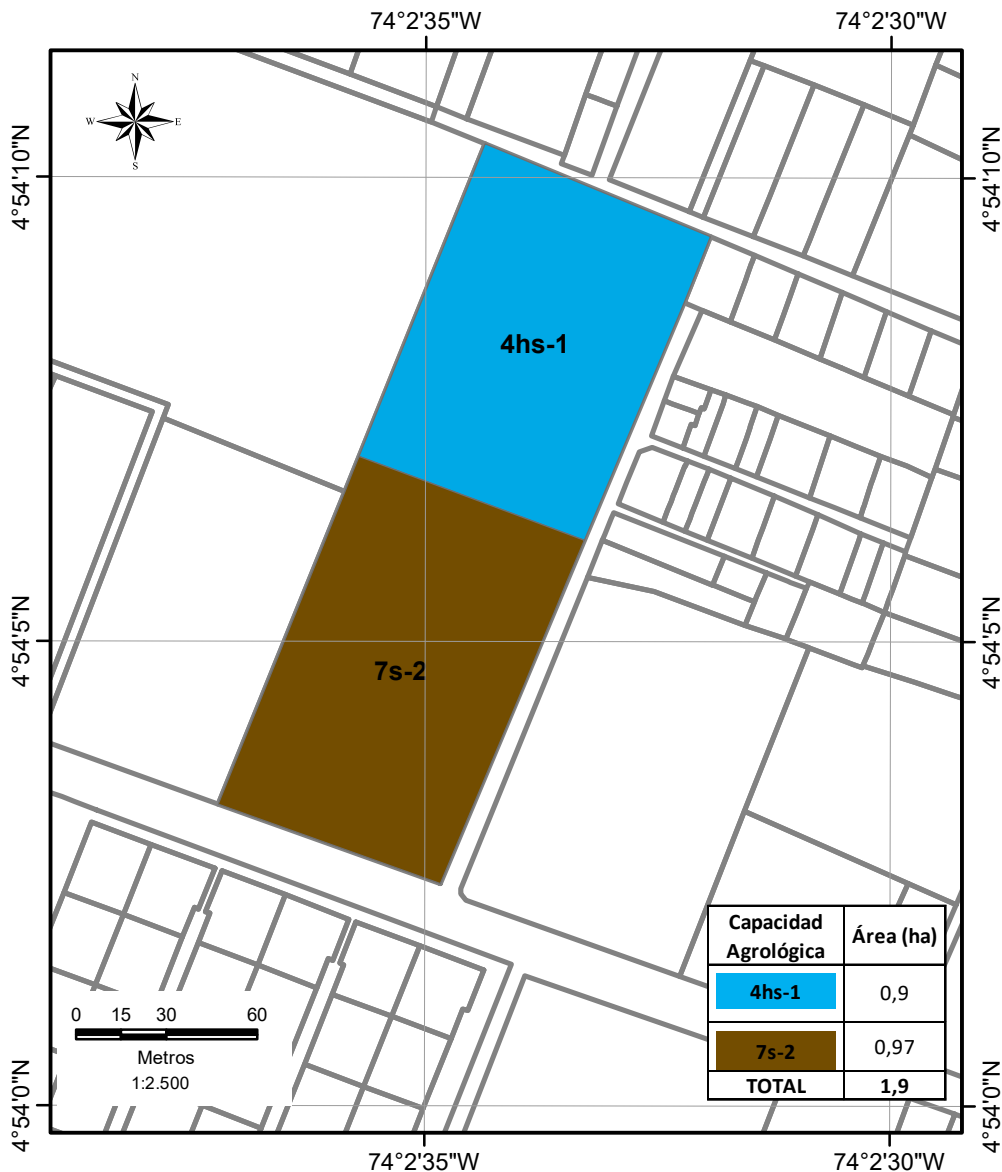 74°2'35"W 74°2'30"W
N
W E
S
4°54'10"N 4°54'10"N
4hs-1
4°54'5"N 4°54'5"N
7s-2
Capacidad Agrológica Área (ha)
4hs-1 0,9
7s-2 0,97
TOTAL 1,9
0 15 30 60
Metros
1:2.500
4°54'0"N 4°54'0"N
74°2'35"W 74°2'30"W